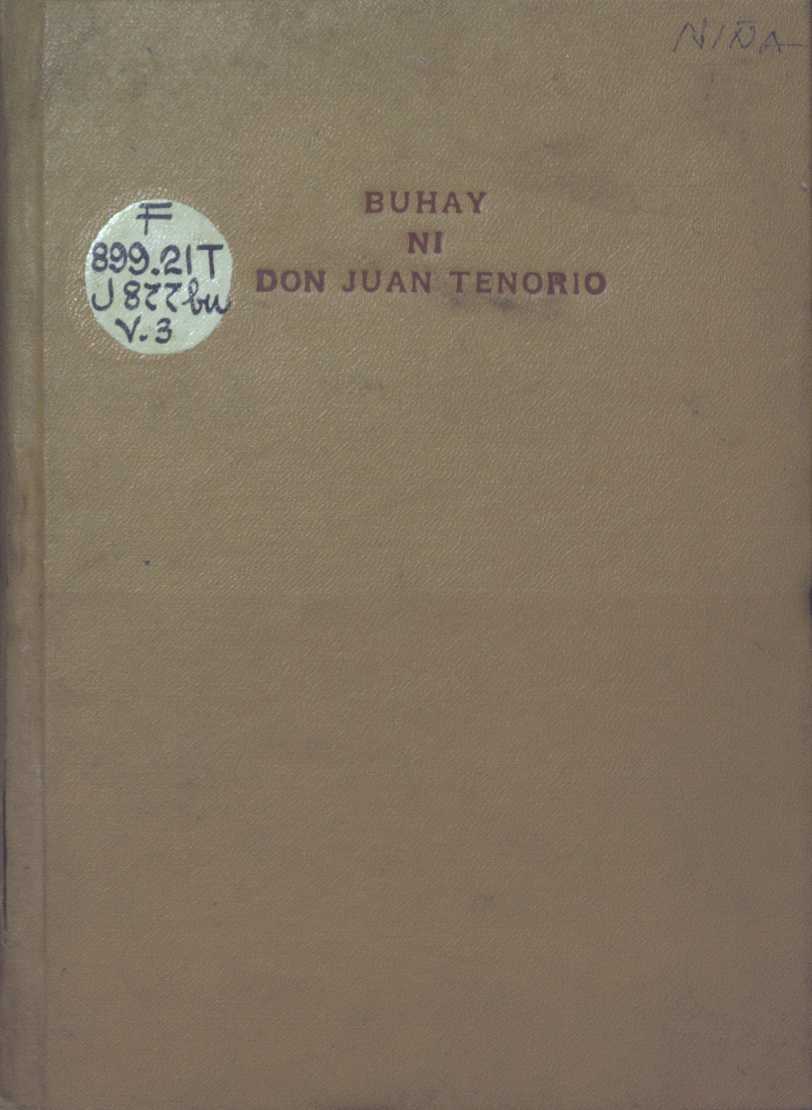 NIÑA
BUHAY
NI
DON JUAN TENORIO
F
899.21T
J877bu
V.3